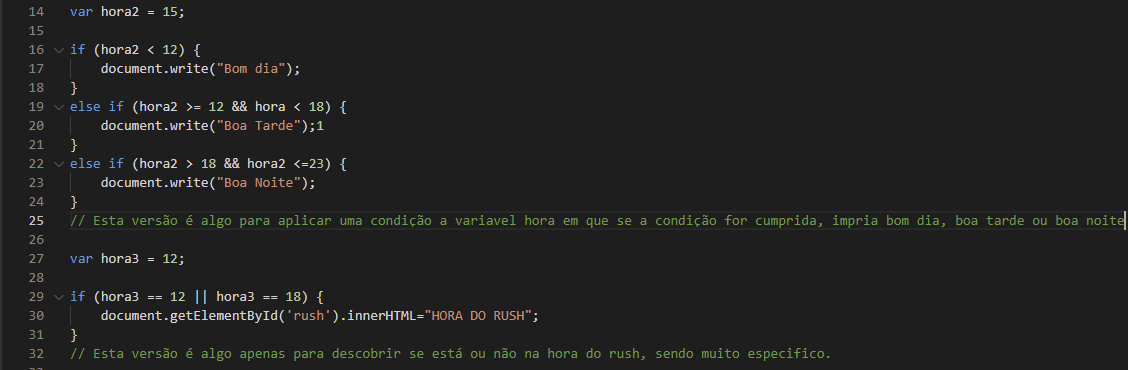 14 var hora2 = 15;
15
16 if (hora2 < 12) {
17 document.write("Bom dia");
18 }
19 else if (hora2 >= 12 && hora < 18) {
20 document.write("Boa Tarde");1
21 }
22 else if (hora2 > 18 && hora2 <=23) {
23 document.write("Boa Noite");
24 }
25 // Esta versão é algo para aplicar uma condição a variavel hora em que se a condição for cumprida, impria bom dia, boa tarde ou boa noite
26
27 var hora3 = 12;
28
29 if (hora3 == 12 || hora3 == 18) {
30 document.getElementById('rush').innerHTML="HORA DO RUSH";
31 }
32 // Esta versão é algo apenas para descobrir se está ou não na hora do rush, sendo muito especifico.